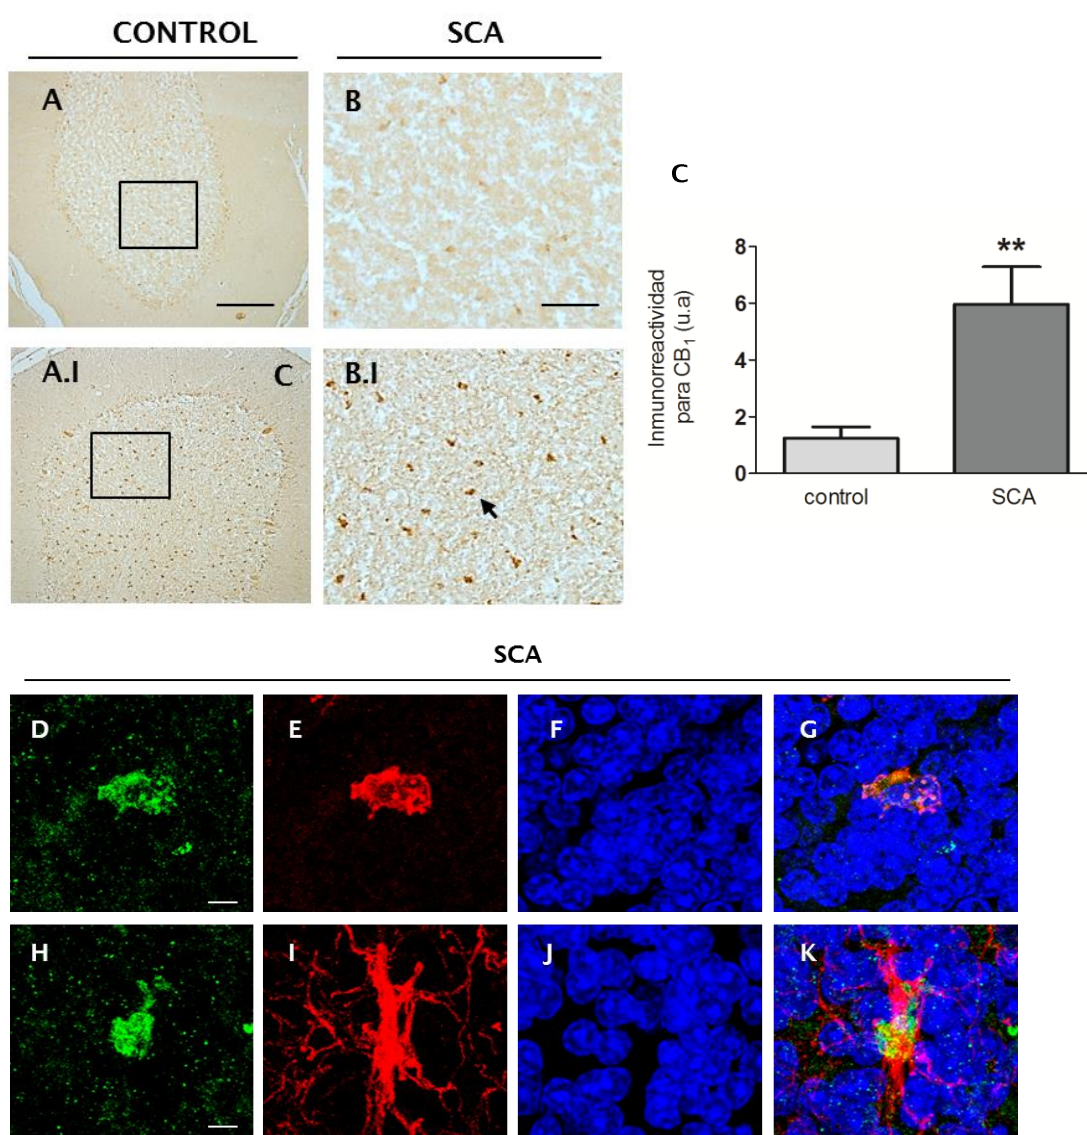 CONTROL
SCA
A
B
A.I
C
B.I
C
Inmunoreactividad
para CB₁ (u.a)
8
6
4
2
0
**
control
SCA
SCA
D
E
F
G
H
I
J
K